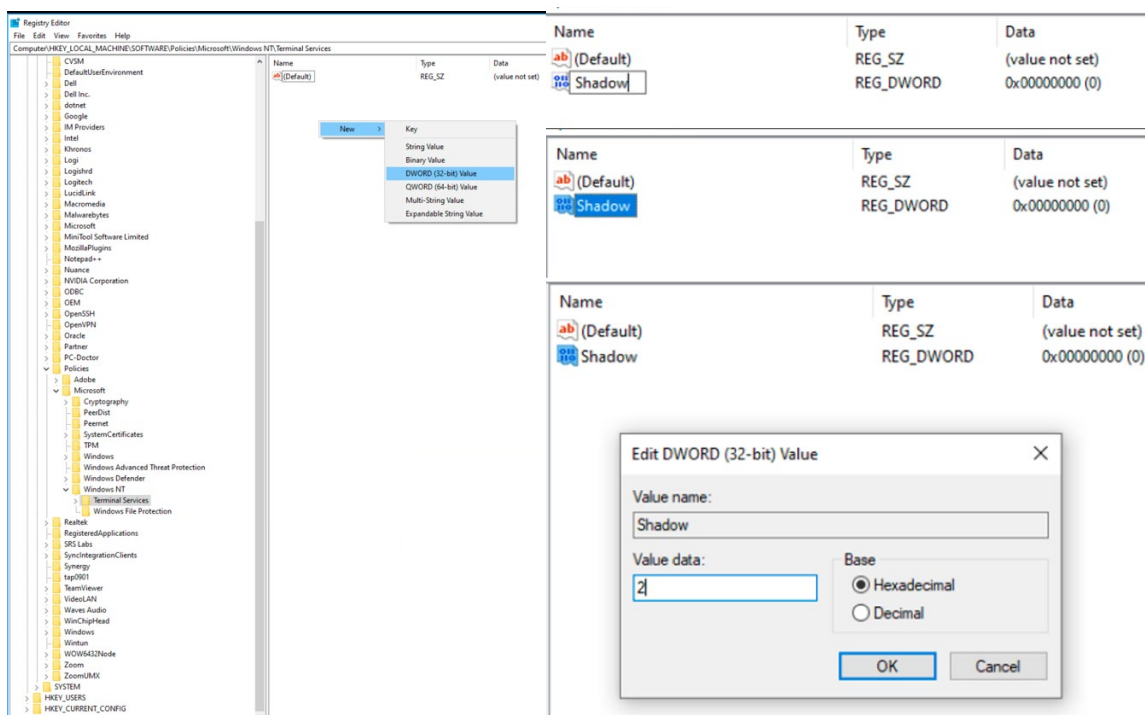 Registry Editor
File Edit View Favorites Help
Computer\HKEY_LOCAL_MACHINE\SOFTWARE\Policies\Microsoft\Windows NT\Terminal Services
CVSM
DefaultUserEnvironment
Dell
Dell Inc.
dotnet
Google
IM Providers
Intel
Khronos
Logi
Logishrd
Logitech
LucidLink
Macromedia
Malwarebytes
Microsoft
MiniTool Software Limited
MozillaPlugins
Notepad++
Nuance
NVIDIA Corporation
ODBC
OEM
OpenSSH
OpenVPN
Oracle
Partner
PC-Doctor
Policies
Adobe
Microsoft
Cryptography
PeerDist
Peernet
SystemCertificates
TPM
Windows
Windows Advanced Threat Protection
Windows Defender
Windows NT
Terminal Services
Windows File Protection
Realtek
RegisteredApplications
SRS Labs
SyncIntegrationClients
Synergy
tap0901
TeamViewer
VideoLAN
Waves Audio
WinChipHead
Windows
Wintun
WOW6432Node
Zoom
ZoomUMX
SYSTEM
HKEY_USERS
HKEY_CURRENT_CONFIG
Name Type Data
(Default) REG_SZ (value not set)
New
Key
String Value
Binary Value
DWORD (32-bit) Value
QWORD (64-bit) Value
Multi-String Value
Expandable String Value
Name Type Data
(Default) REG_SZ (value not set)
Shadow REG_DWORD 0x00000000 (0)
Name Type Data
(Default) REG_SZ (value not set)
Shadow REG_DWORD 0x00000000 (0)
Name Type Data
(Default) REG_SZ (value not set)
Shadow REG_DWORD 0x00000000 (0)
Edit DWORD (32-bit) Value
Value name:
Shadow
Value data:
2
Base
Hexadecimal
Decimal
OK Cancel